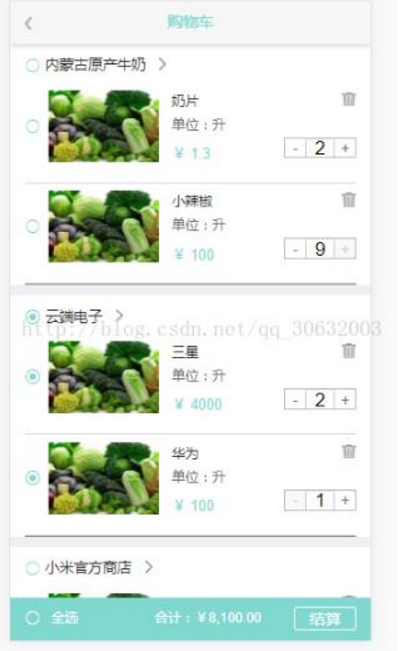 购物车
内蒙古原产牛奶
奶片
单位：升
￥ 1.3
- 2 +
小辣椒
单位：升
￥ 100
- 9 +
云端电子
http://blog.csdn.net/qq_30632003
三星
单位：升
￥ 4000
- 2 +
华为
单位：升
￥ 100
- 1 +
小米官方商店
全选 合计：￥8,100.00 结算